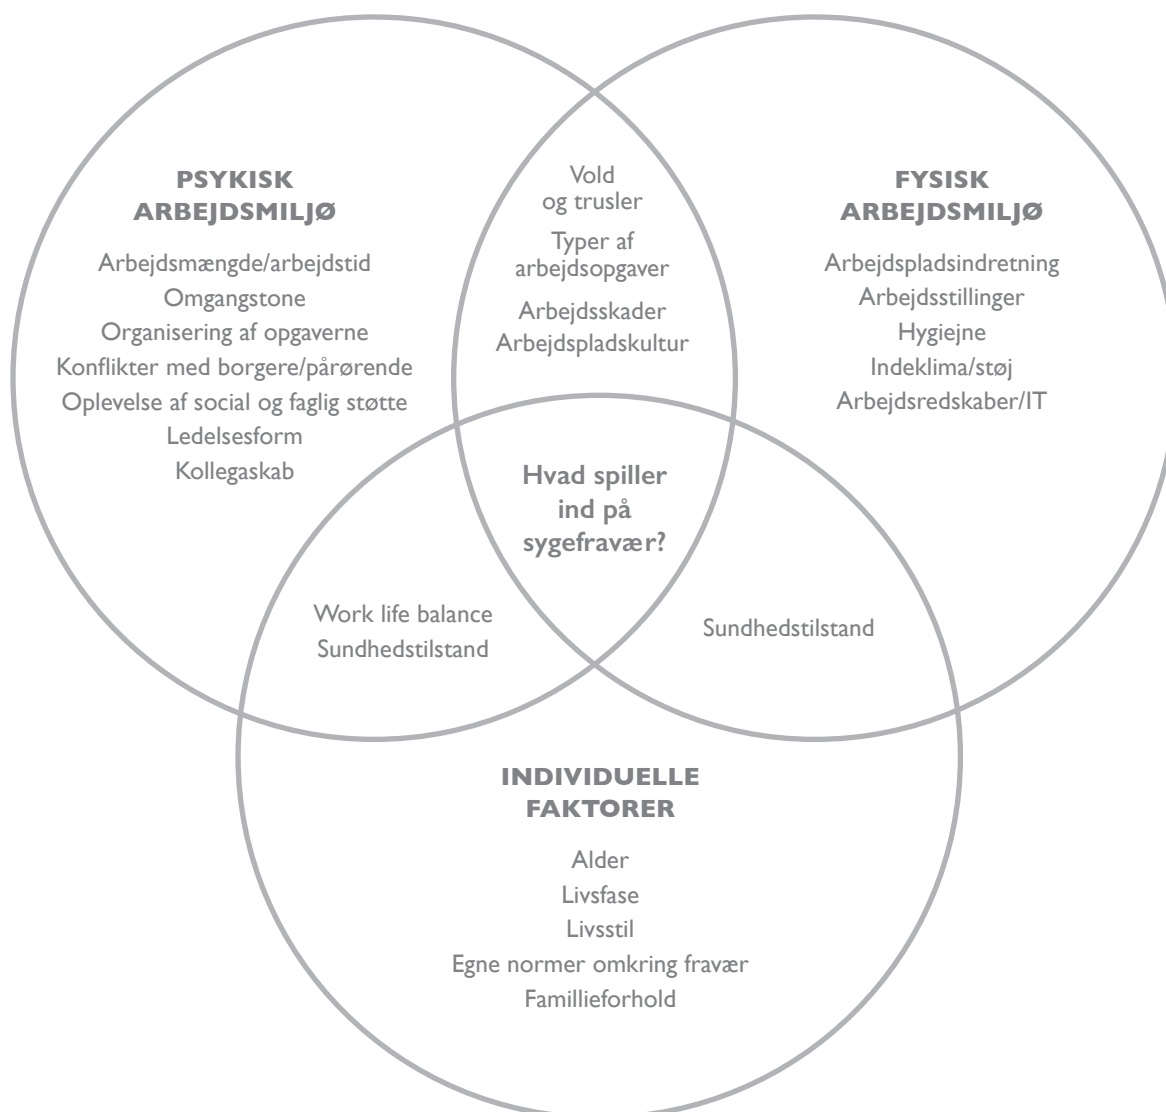 PSYKISK
ARBEJDSMILJØ
Arbejdsmængde/arbejdstid
Omgangstone
Organisering af opgaverne
Konflikter med borgere/pårørende
Oplevelse af social og faglig støtte
Ledelsesform
Kollegaskab
Vold
og trusler
Typer af
arbejdsopgaver
Arbejdsskader
Arbejdspladskultur
FYSISK
ARBEJDSMILJØ
Arbejdspladsindretning
Arbejdsstillinger
Hygiejne
Indeklima/støj
Arbejdsredskaber/IT
Hvad spiller
ind på
sygefravær?
Work life balance
Sundhedstilstand
Sundhedstilstand
INDIVIDUELLE
FAKTORER
Alder
Livsfase
Livsstil
Egne normer omkring fravær
Famillieforhold